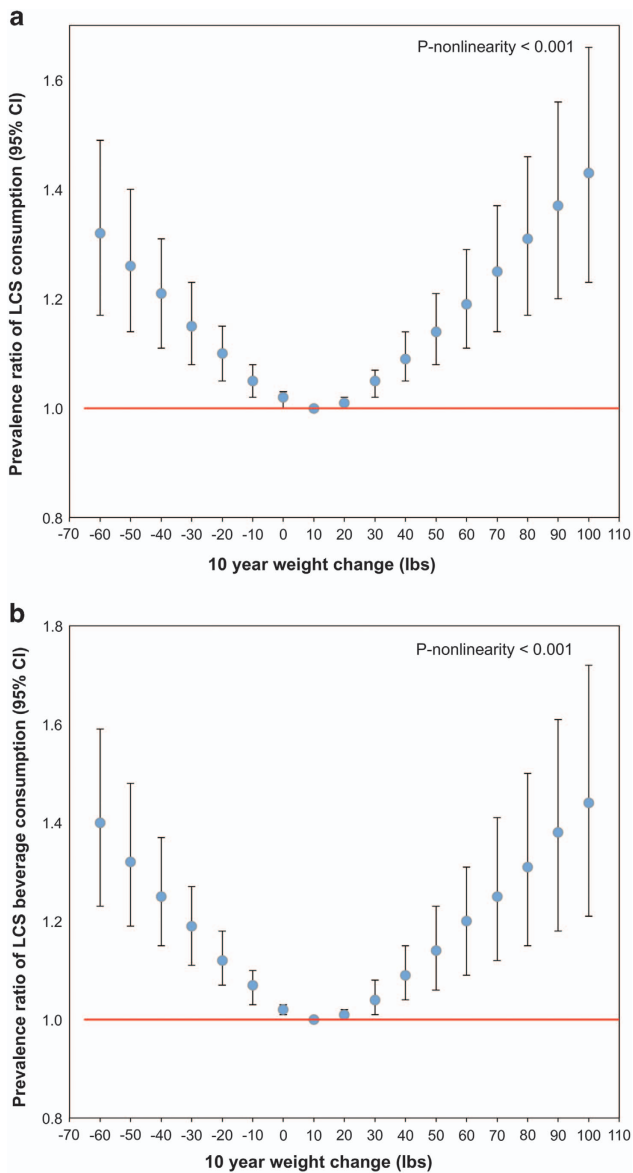 a
P-nonlinearity < 0.001
Prevalence ratio of LCS consumption (95% CI)
1.6
1.4
1.2
1.0
0.8
-70 -60 -50 -40 -30 -20 -10 0 10 20 30 40 50 60 70 80 90 100 110
10 year weight change (lbs)
b
P-nonlinearity < 0.001
Prevalence ratio of LCS beverage consumption (95% CI)
1.8
1.6
1.4
1.2
1.0
0.8
-70 -60 -50 -40 -30 -20 -10 0 10 20 30 40 50 60 70 80 90 100 110
10 year weight change (lbs)